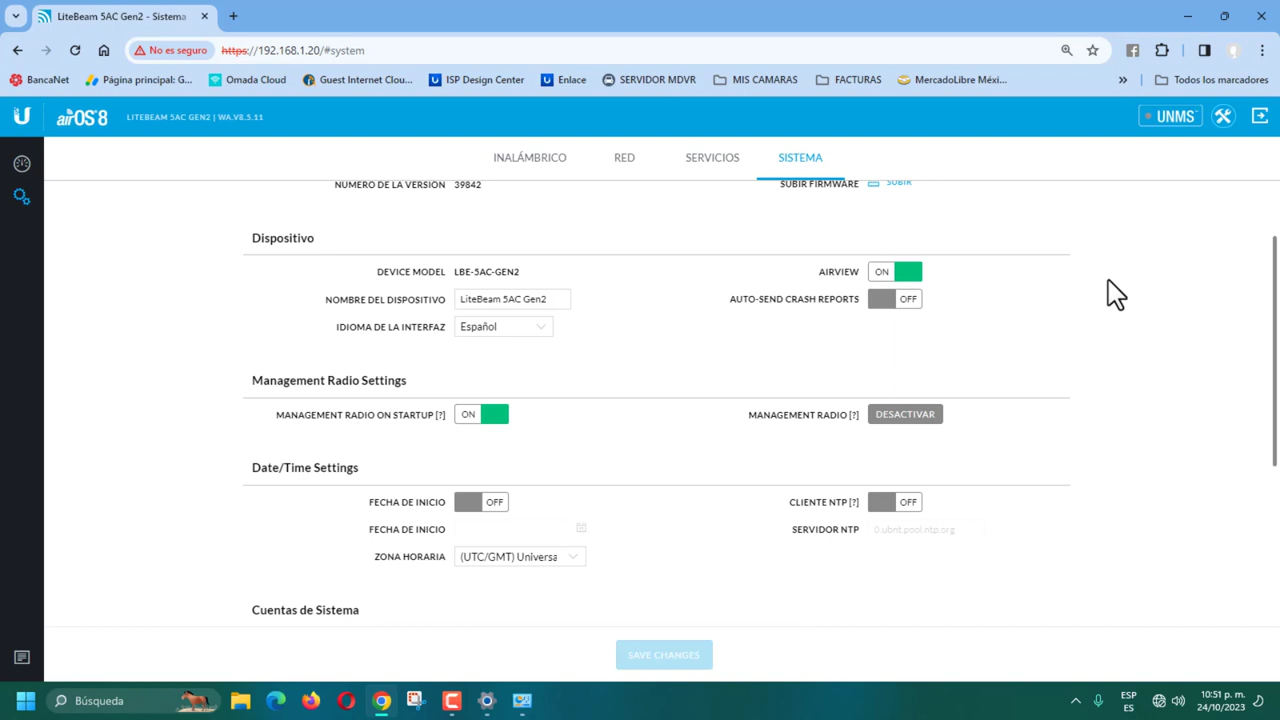 LiteBeam 5AC Gen2 - Sistema
No es seguro https://192.168.1.20/#system
BancaNet Página principal: G... Omada Cloud Guest Internet Clou... ISP Design Center Enlace SERVIDOR MDVR MIS CAMARAS FACTURAS MercadoLibre Méxi... » Todos los marcadores
airOS 8 LITEBEAM 5AC GEN2 | WA.V8.5.11 UNMS
INALÁMBRICO RED SERVICIOS SISTEMA
NÚMERO DE LA VERSIÓN 39842 SUBIR FIRMWARE SUBIR
Dispositivo
DEVICE MODEL LBE-5AC-GEN2 AIRVIEW ON
NOMBRE DEL DISPOSITIVO LiteBeam 5AC Gen2 AUTO-SEND CRASH REPORTS OFF
IDIOMA DE LA INTERFAZ Español
Management Radio Settings
MANAGEMENT RADIO ON STARTUP [?] ON MANAGEMENT RADIO [?] DESACTIVAR
Date/Time Settings
FECHA DE INICIO OFF CLIENTE NTP [?] OFF
FECHA DE INICIO SERVIDOR NTP 0.ubnt.pool.ntp.org
ZONA HORARIA (UTC/GMT) Universa
Cuentas de Sistema
SAVE CHANGES
Búsqueda ESP ES 10:51 p. m. 24/10/2023